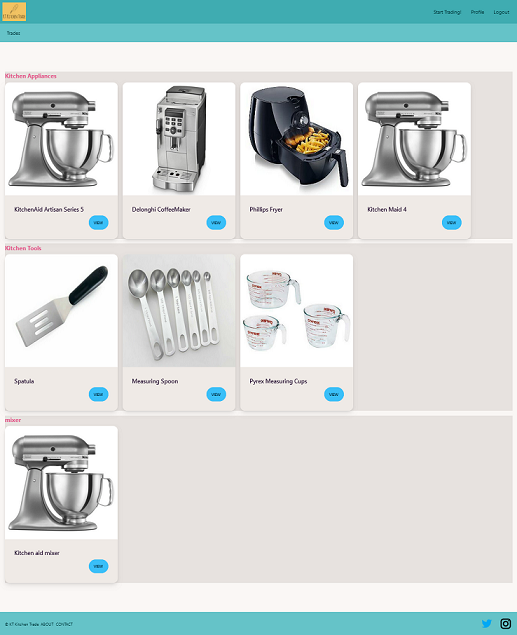 Start Trading!
Profile
Logout
Trades
Kitchen Appliances
KitchenAid Artisan Series 5
Delonghi CoffeeMaker
Phillips Fryer
Kitchen Maid 4
VIEW
VIEW
VIEW
VIEW
Kitchen Tools
Spatula
Measuring Spoon
Pyrex Measuring Cups
VIEW
VIEW
VIEW
mixer
Kitchen aid mixer
VIEW
© KT Kitchen Trade ABOUT CONTACT